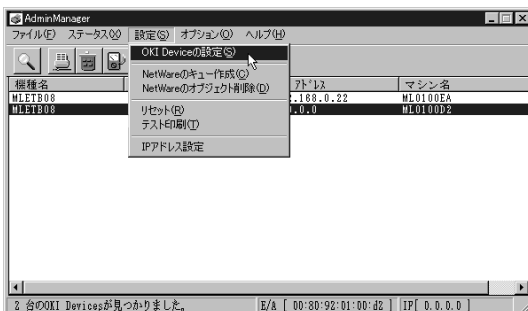 AdminManager
ファイル(F) ステータス(X) 設定(S) オプション(O) ヘルプ(H)
OKI Deviceの設定(S)
NetWareのキュー作成(C)
NetWareのオブジェクト削除(D)
リセット(R)
テスト印刷(T)
IPアドレス設定
機種名 アドレス マシン名
MLETB08 .168.0.22 ML0100EA
MLETB08 .0.0 ML0100D2
2 台のOKI Devicesが見つかりました。 E/A [ 00:80:92:01:00:d2 ] IP[ 0.0.0.0 ]